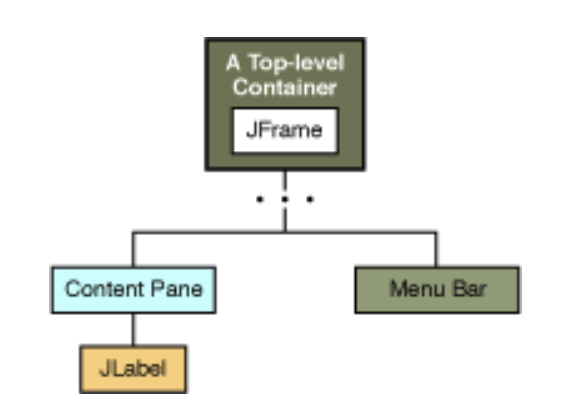 A Top-level
Container
JFrame
. . .
Content Pane
Menu Bar
JLabel